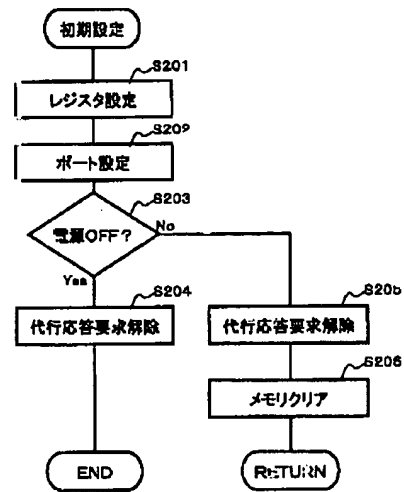 初期設定
S201
レジスタ設定
S202
ポート設定
S203
電源OFF?
No
Yes
S204
代行応答要求解除
S205
代行応答要求解除
S206
メモリクリア
END
RETURN